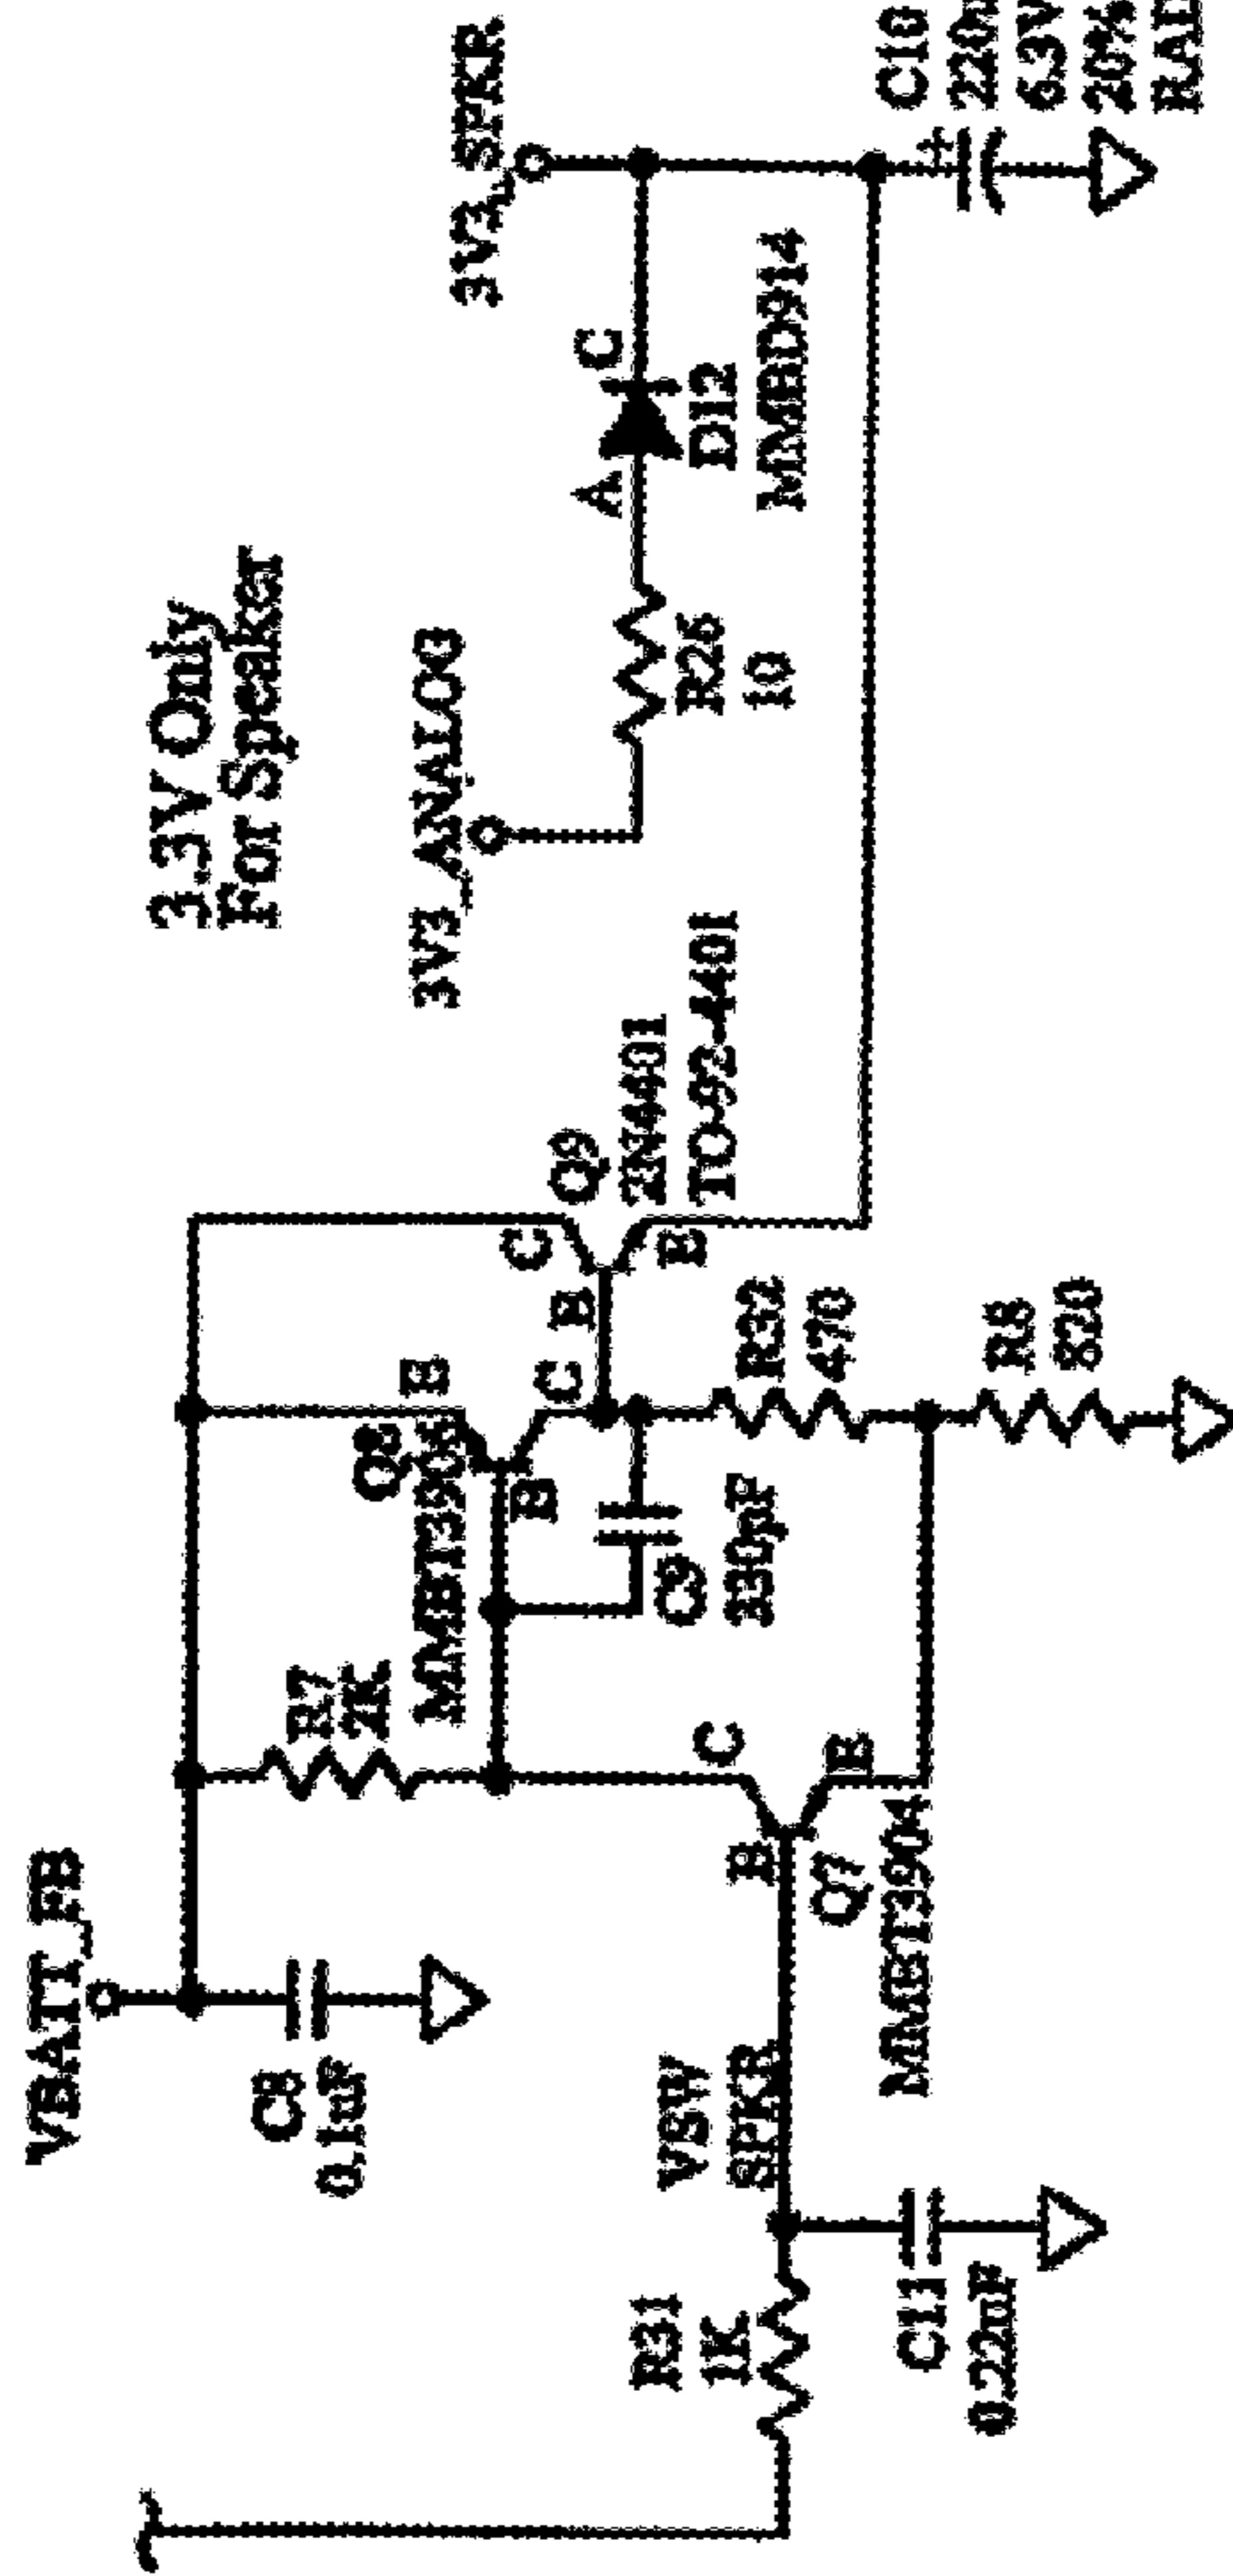 VBATT_FB
C8
0.1uF
R7
2K
Q8
MMBT3906
E
B
C
C9
330pF
Q9
2N4401
TO-92-4401
C
B
E
3.3V Only
For Speaker
3V3_ANALOG
3V3_SPKR
A
C
D12
MMBD914
10
R31
1K
VSW
SPKR
C11
0.22uF
C
B
E
Q7
MMBT3904
R32
470
R8
820
C10
6.3V
20%